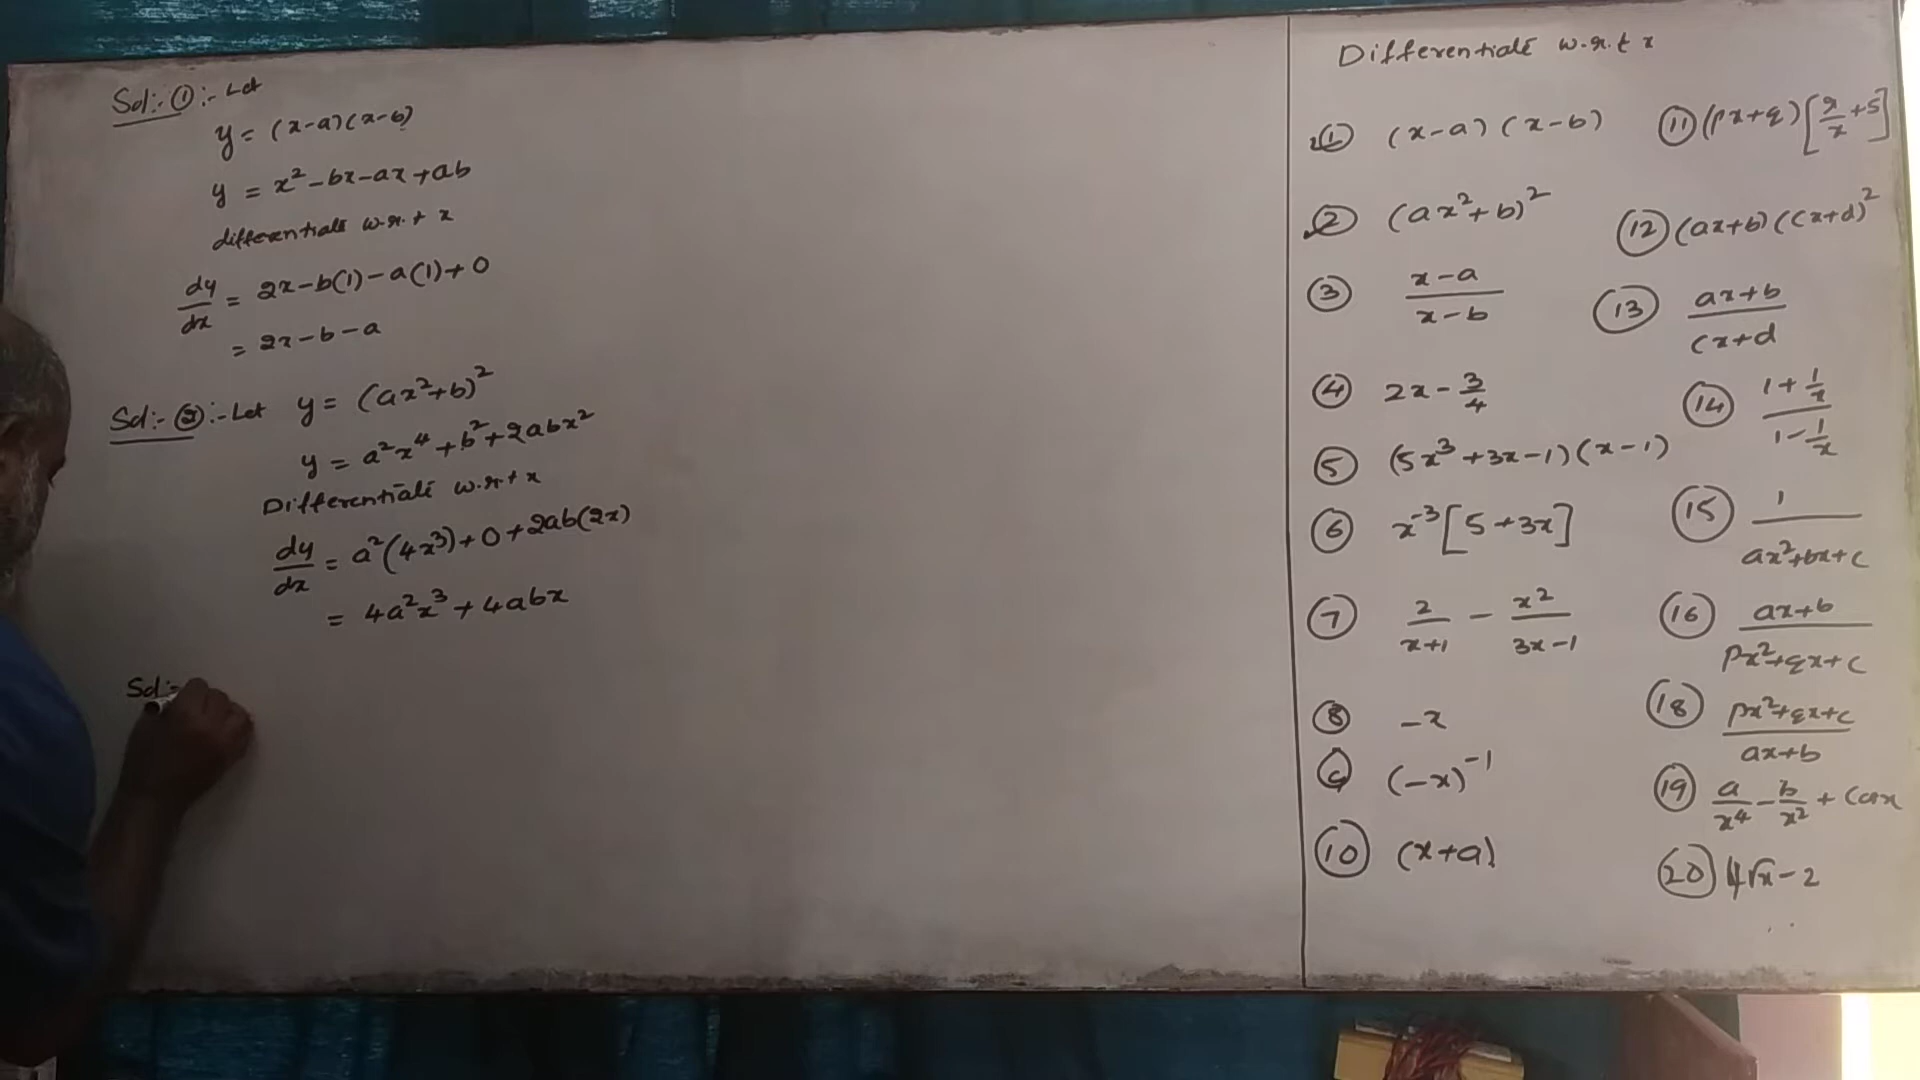 Sol:- ① :- Let
y = (x-a)(x-b)
y = x² - bx - ax + ab
differentiate w.r.t x
dy/dx = 2x - b(1) - a(1) + 0
= 2x - b - a
Sol:- ② :- Let y = (ax²+b)²
y = a²x⁴ + b² + 2abx²
Differentiate w.r.t x
dy/dx = a²(4x³) + 0 + 2ab(2x)
= 4a²x³ + 4abx
Sol:-
Differentiate w.r.t x
① (x-a)(x-b)
② (ax²+b)²
③ (x-a)/(x-b)
④ 2x - 3/4
⑤ (5x³+3x-1)(x-1)
⑥ x⁻³[5+3x]
⑦ 2/(x+1) - x²/(3x-1)
⑧ -x
⑨ (-x)⁻¹
⑩ (x+a)
⑪ (px+q)[r/x + s]
⑫ (ax+b)(cx+d)²
⑬ (ax+b)/(cx+d)
⑭ (1+1/x)/(1-1/x)
⑮ 1/(ax²+bx+c)
⑯ (ax+b)/(px²+qx+c)
⑱ (px²+qx+c)/(ax+b)
⑲ a/x⁴ - b/x² + Cosx
⑳ 4√x - 2